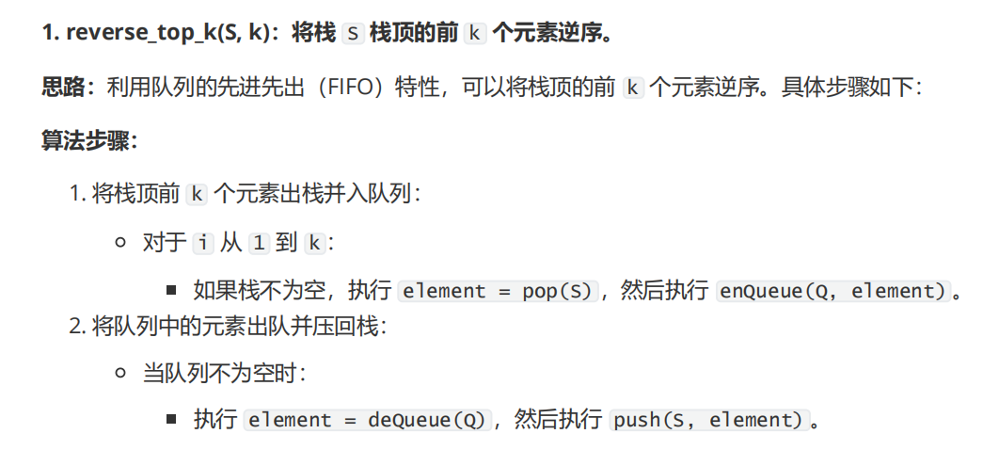 1. reverse_top_k(S, k)：将栈 S 栈顶的前 k 个元素逆序。
思路：利用队列的先进先出（FIFO）特性，可以将栈顶的前 k 个元素逆序。具体步骤如下：
算法步骤：
1. 将栈顶前 k 个元素出栈并入队列：
对于 i 从 1 到 k：
如果栈不为空，执行 element = pop(S)，然后执行 enQueue(Q, element)。
2. 将队列中的元素出队并压回栈：
当队列不为空时：
执行 element = deQueue(Q)，然后执行 push(S, element)。